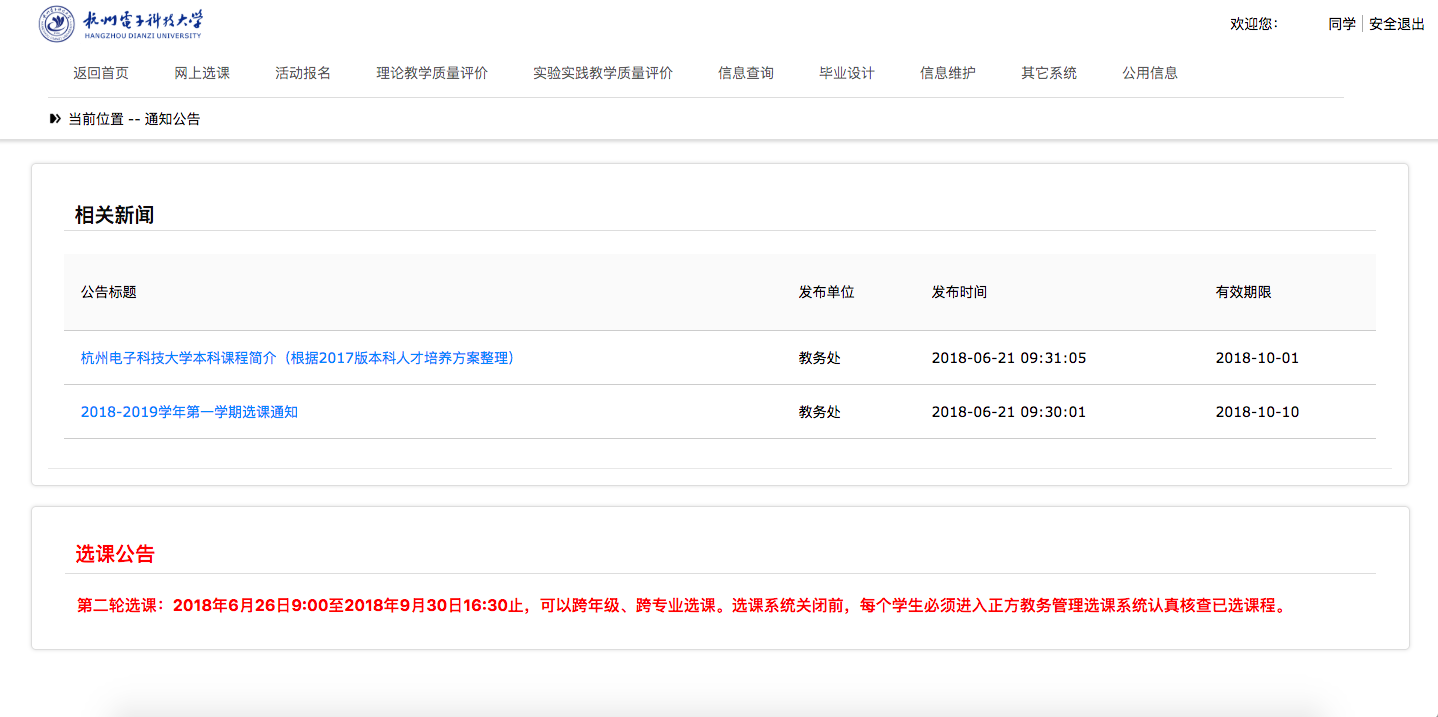 杭州電子科技大学
HANGZHOU DIANZI UNIVERSITY
欢迎您： 同学 安全退出
返回首页 网上选课 活动报名 理论教学质量评价 实验实践教学质量评价 信息查询 毕业设计 信息维护 其它系统 公用信息
当前位置 -- 通知公告
相关新闻
公告标题 发布单位 发布时间 有效期限
杭州电子科技大学本科课程简介（根据2017版本科人才培养方案整理） 教务处 2018-06-21 09:31:05 2018-10-01
2018-2019学年第一学期选课通知 教务处 2018-06-21 09:30:01 2018-10-10
选课公告
第二轮选课：2018年6月26日9:00至2018年9月30日16:30止，可以跨年级、跨专业选课。选课系统关闭前，每个学生必须进入正方教务管理选课系统认真核查已选课程。